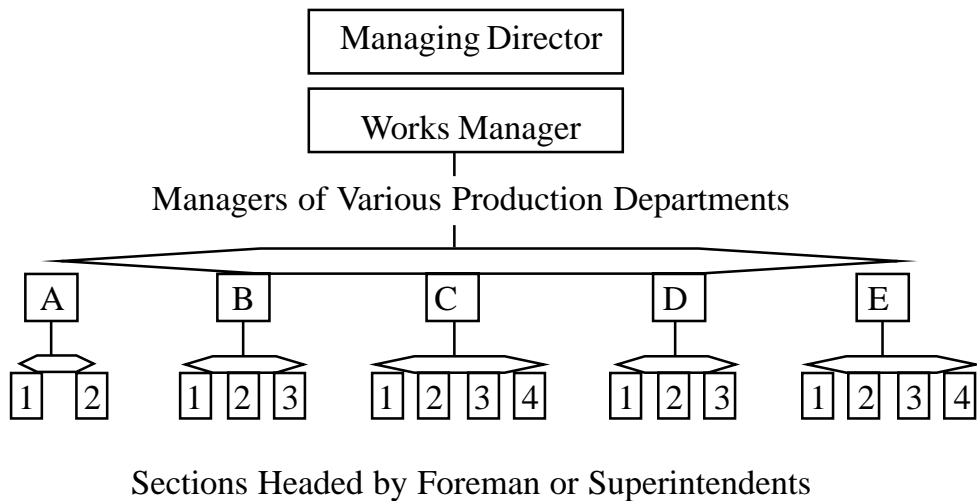 Managing Director
Works Manager
Managers of Various Production Departments
A B C D E
1 2 1 2 3 1 2 3 4 1 2 3 1 2 3 4
Sections Headed by Foreman or Superintendents